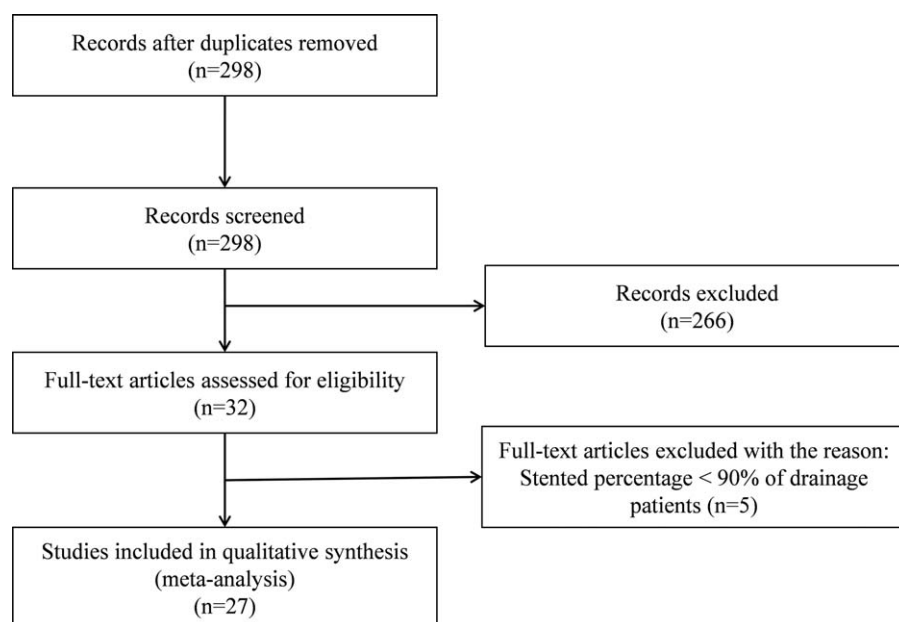 Records after duplicates removed
(n=298)
Records screened
(n=298)
Records excluded
(n=266)
Full-text articles assessed for eligibility
(n=32)
Full-text articles excluded with the reason:
Stented percentage < 90% of drainage
patients (n=5)
Studies included in qualitative synthesis
(meta-analysis)
(n=27)